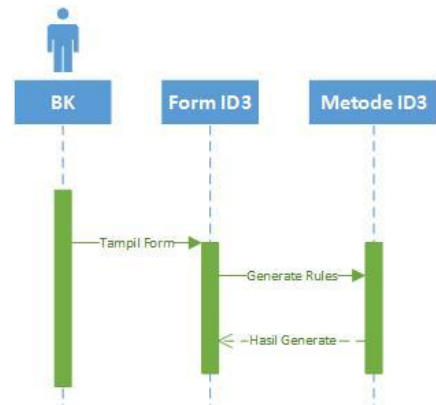 BK
Form ID3
Metode ID3
Tampil Form
Generate Rules
Hasil Generate